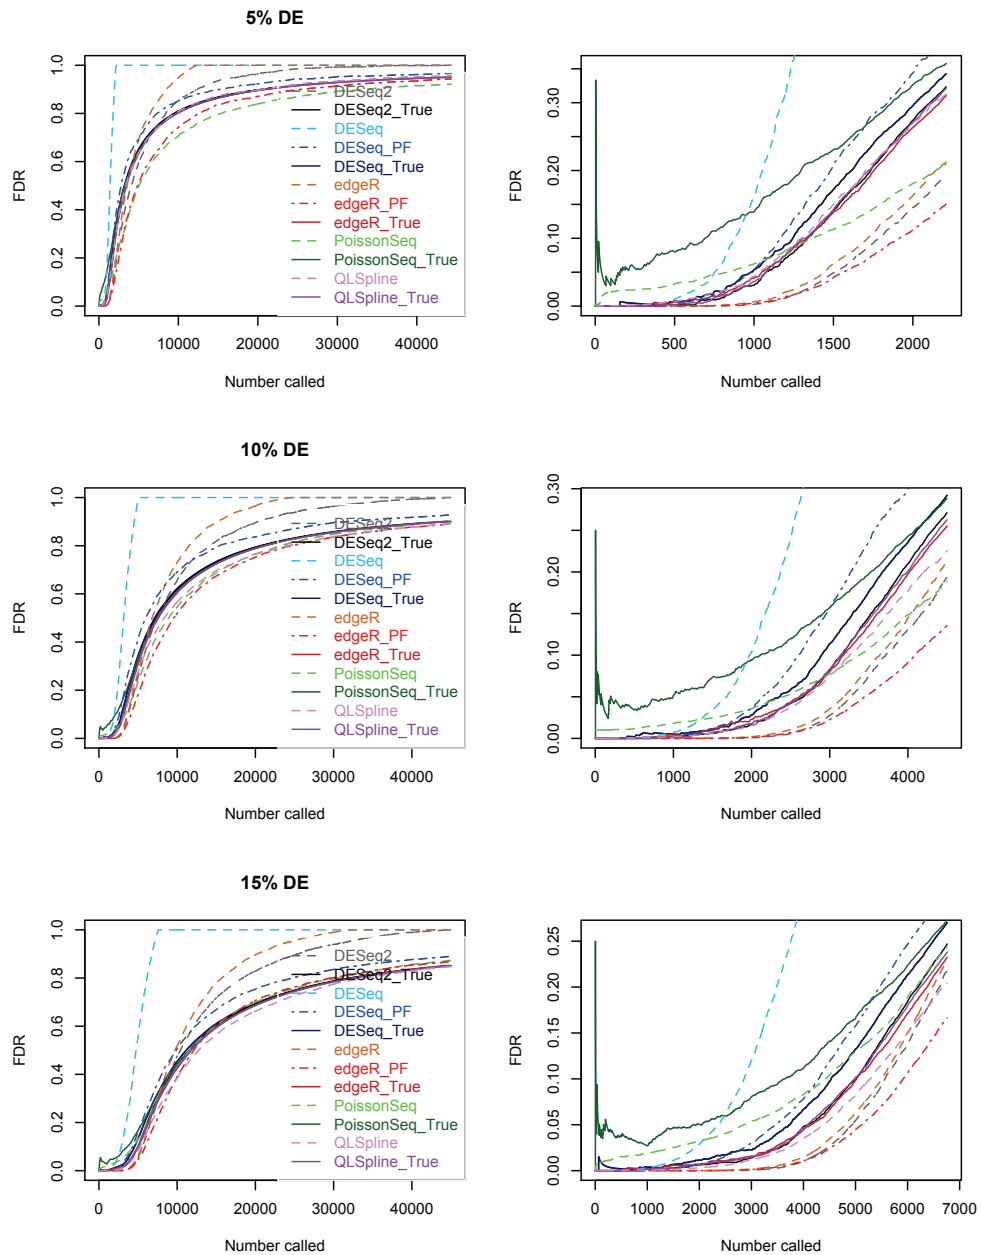 5% DE
FDR
0.0 0.2 0.4 0.6 0.8 1.0
0 10000 20000 30000 40000
Number called
DESeq2
DESeq2_True
DESeq
DESeq_PF
DESeq_True
edgeR
edgeR_PF
edgeR_True
PoissonSeq
PoissonSeq_True
QLSpline
QLSpline_True
FDR
0.00 0.10 0.20 0.30
0 500 1000 1500 2000
Number called
10% DE
FDR
0.0 0.2 0.4 0.6 0.8 1.0
0 10000 20000 30000 40000
Number called
DESeq2
DESeq2_True
DESeq
DESeq_PF
DESeq_True
edgeR
edgeR_PF
edgeR_True
PoissonSeq
PoissonSeq_True
QLSpline
QLSpline_True
FDR
0.00 0.10 0.20 0.30
0 1000 2000 3000 4000
Number called
15% DE
FDR
0.0 0.2 0.4 0.6 0.8 1.0
0 10000 20000 30000 40000
Number called
DESeq2
DESeq2_True
DESeq
DESeq_PF
DESeq_True
edgeR
edgeR_PF
edgeR_True
PoissonSeq
PoissonSeq_True
QLSpline
QLSpline_True
FDR
0.00 0.05 0.10 0.15 0.20 0.25
0 1000 2000 3000 4000 5000 6000 7000
Number called